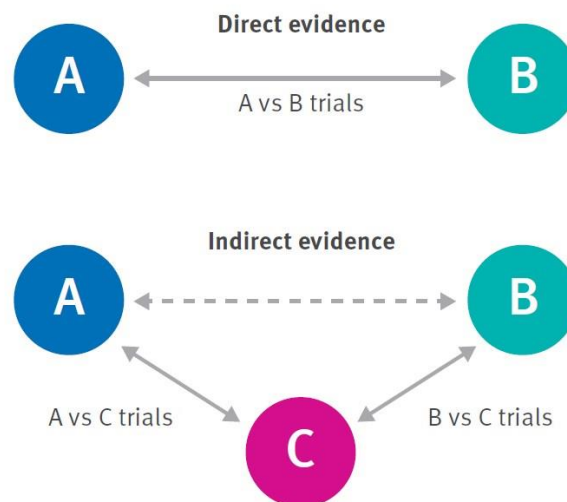 Direct evidence
A
B
A vs B trials
Indirect evidence
A
B
A vs C trials
B vs C trials
C